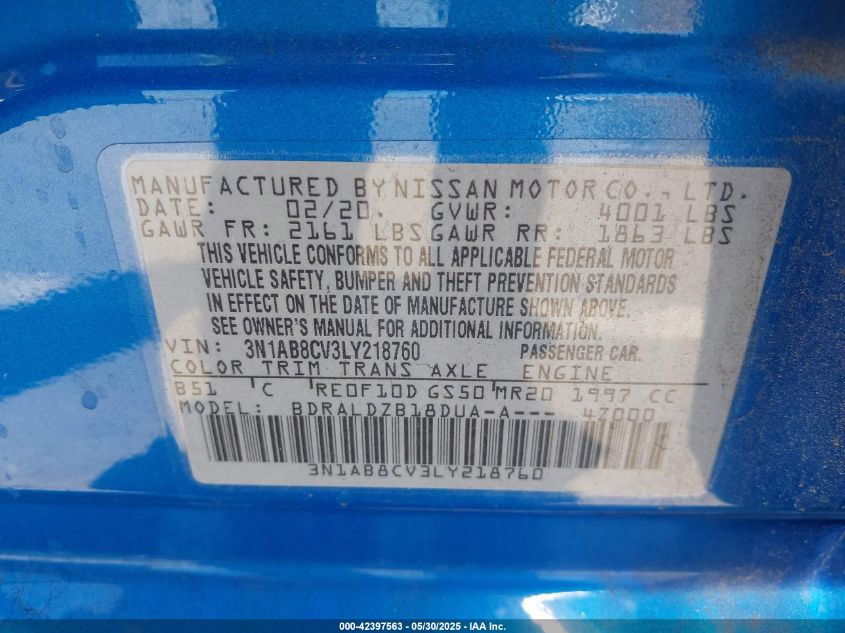 MANUFACTURED BY NISSAN MOTOR CO., LTD.
DATE: 02/20. GVWR: 4001 LBS
GAWR FR: 2161 LBS GAWR RR: 1863 LBS
THIS VEHICLE CONFORMS TO ALL APPLICABLE FEDERAL MOTOR
VEHICLE SAFETY, BUMPER AND THEFT PREVENTION STANDARDS
IN EFFECT ON THE DATE OF MANUFACTURE SHOWN ABOVE.
SEE OWNER'S MANUAL FOR ADDITIONAL INFORMATION.
VIN: 3N1AB8CV3LY218760 PASSENGER CAR.
COLOR TRIM TRANS AXLE ENGINE
B51 C RE0F10D GS50 MR20 1997 CC
MODEL: BDRALDZB18DUA-A--- 47000
3N1AB8CV3LY218760
000-42397563 - 05/30/2025 - IAA Inc.